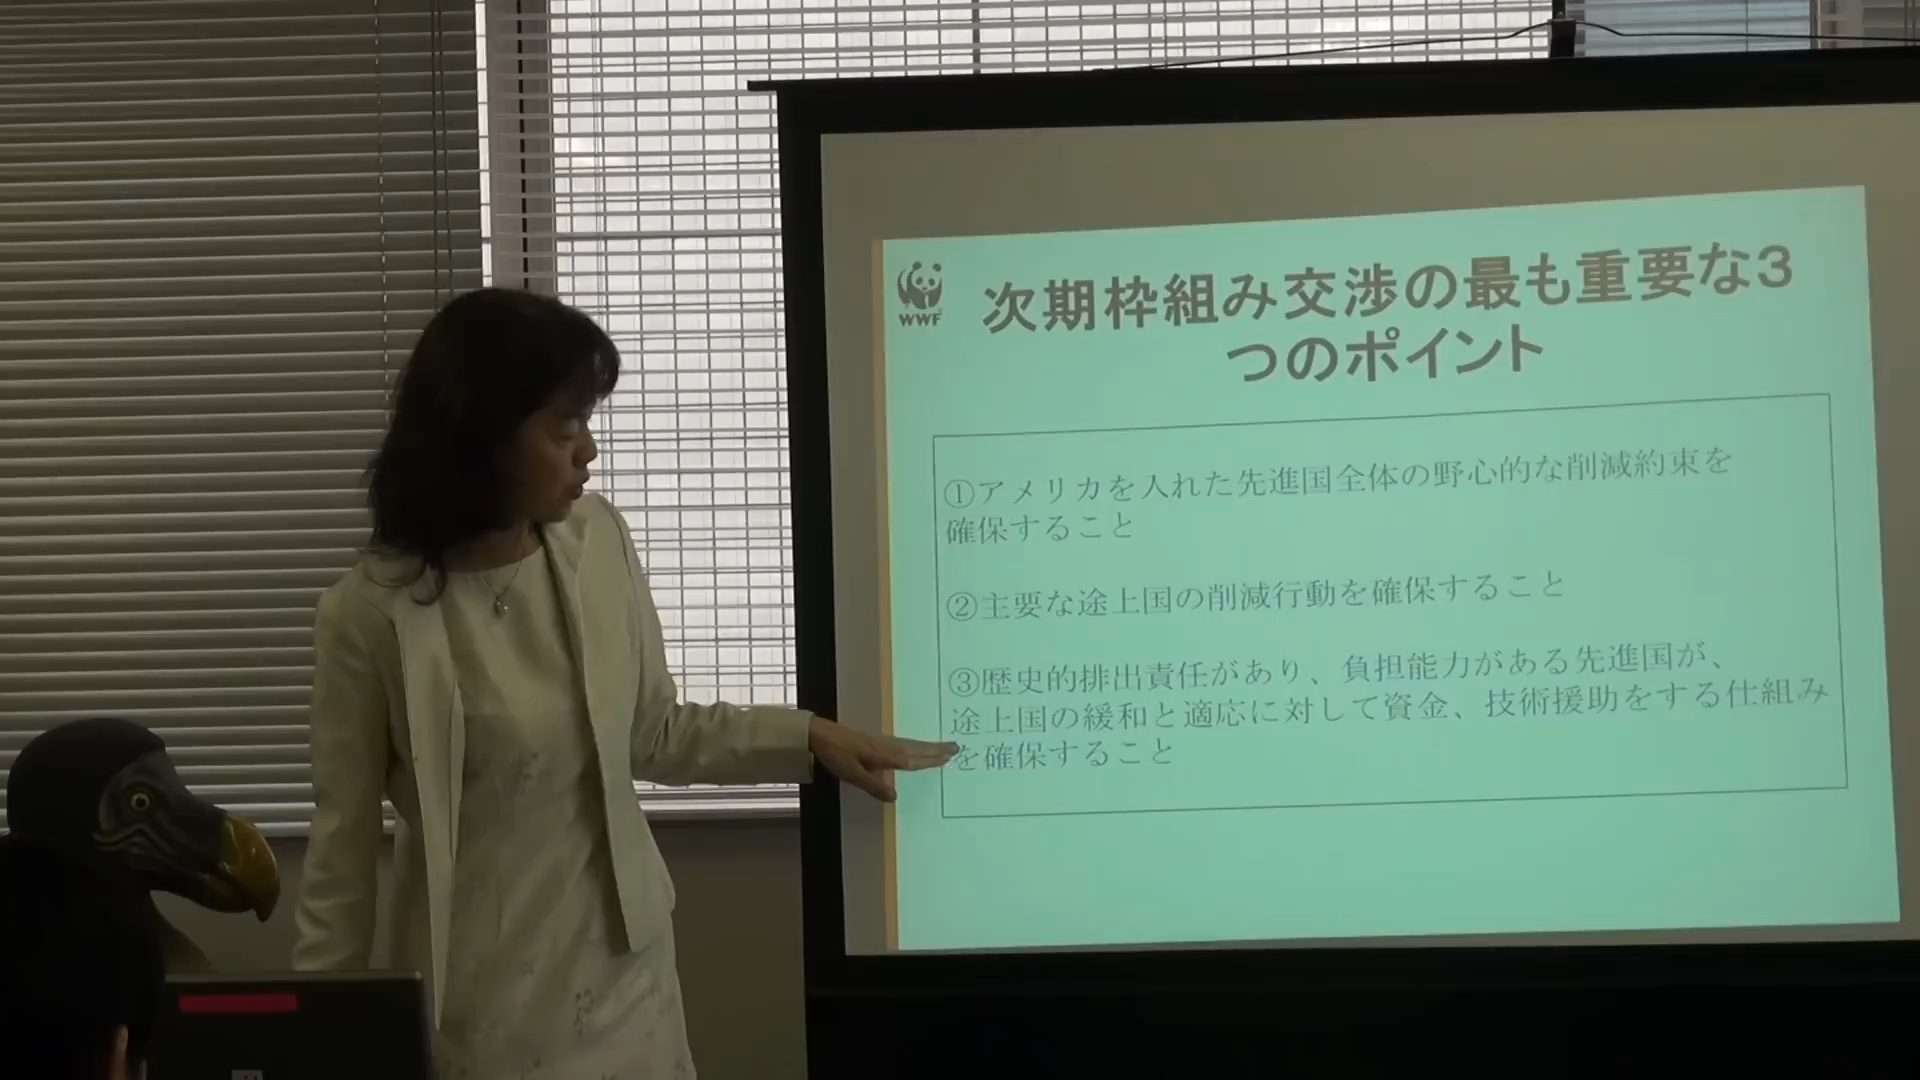 WWF
次期枠組み交渉の最も重要な3
つのポイント
①アメリカを入れた先進国全体の野心的な削減約束を
確保すること
②主要な途上国の削減行動を確保すること
③歴史的排出責任があり、負担能力がある先進国が、
途上国の緩和と適応に対して資金、技術援助をする仕組み
を確保すること